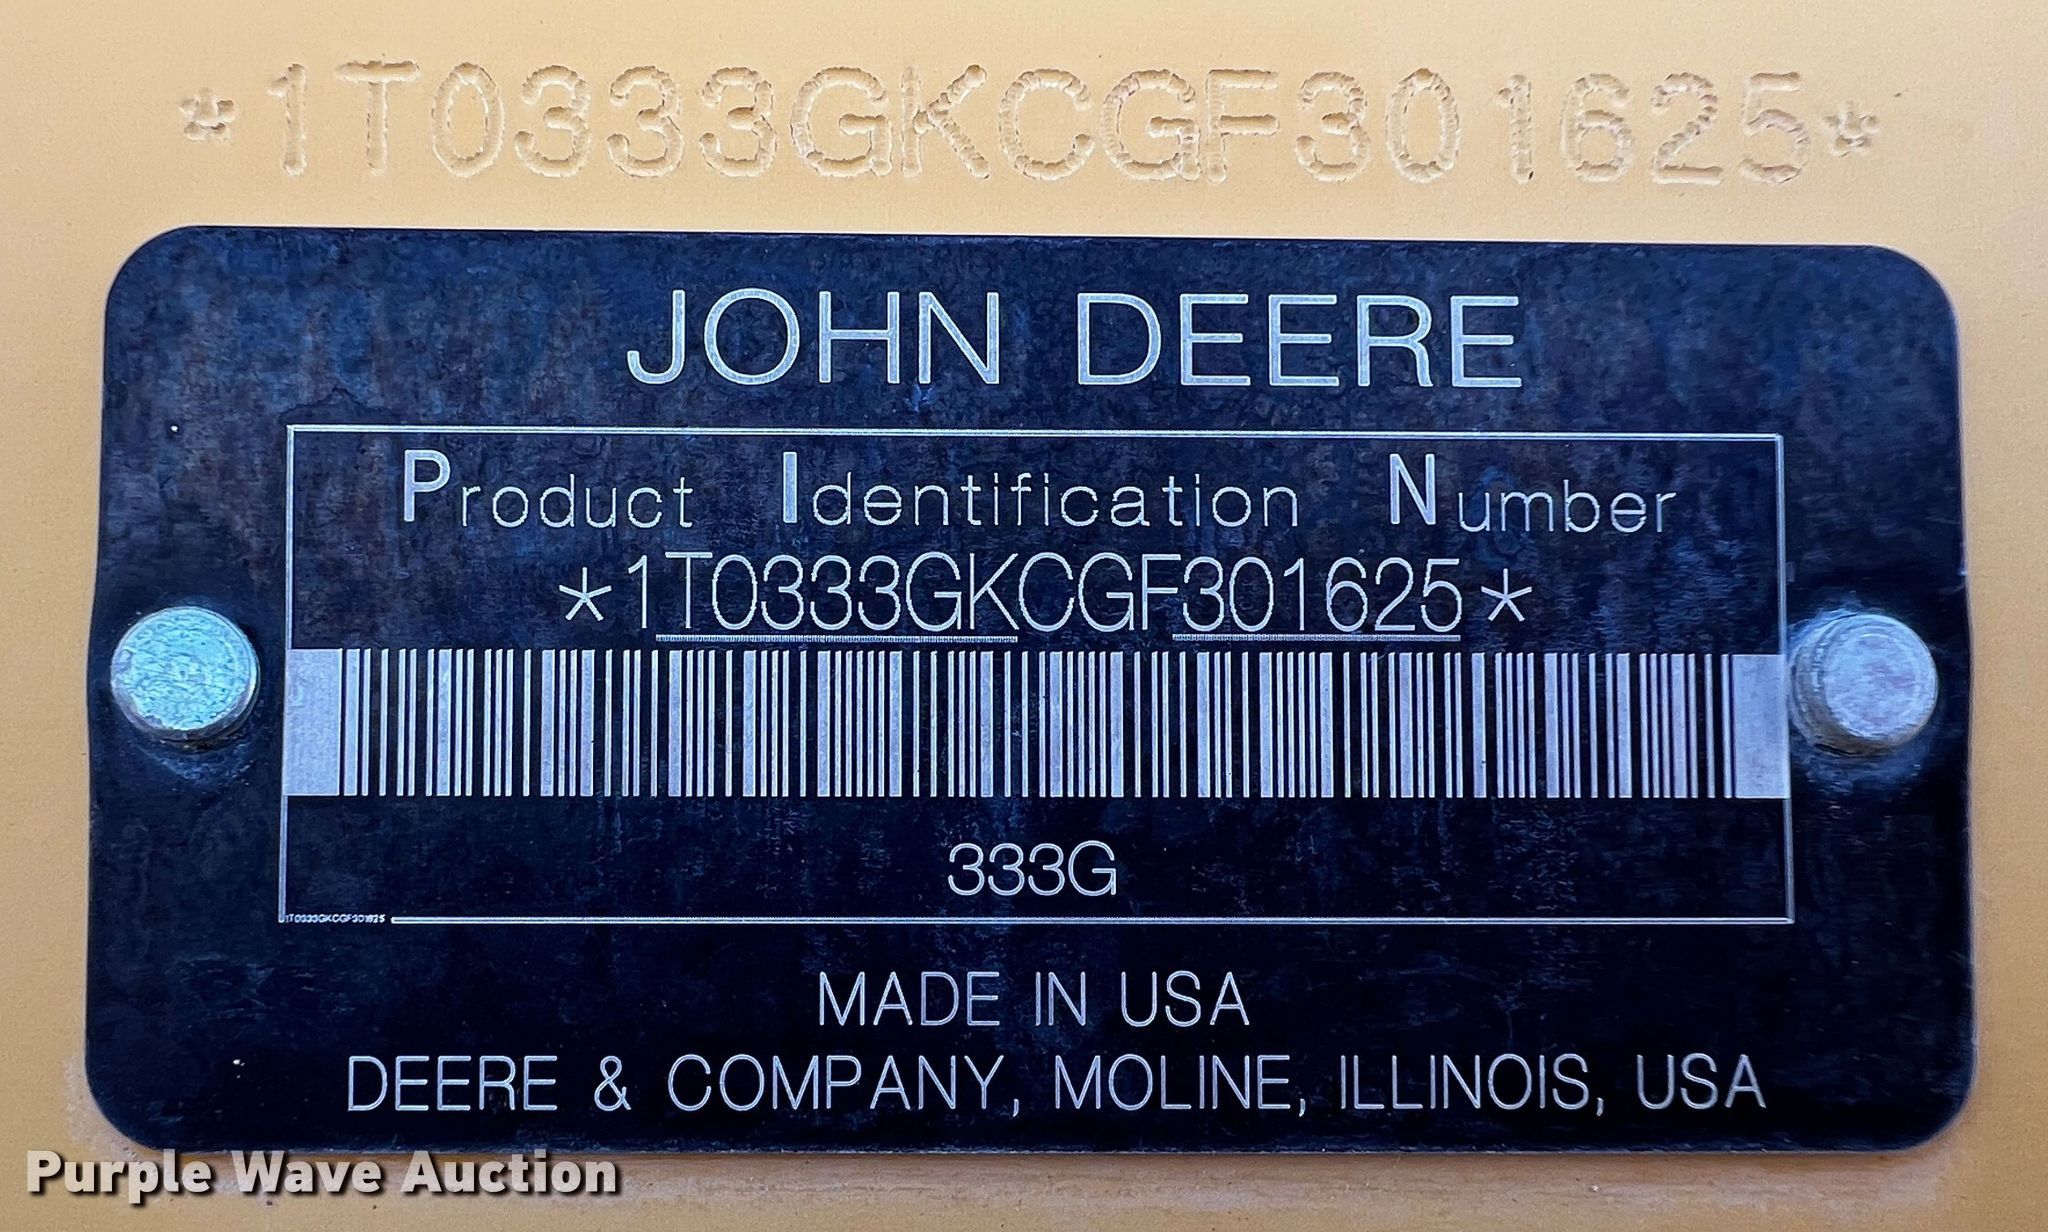 *1T0333GKCGF301625*
JOHN DEERE
Product Identification Number
*1T0333GKCGF301625*
333G
1T0333GKCGF301625
MADE IN USA
DEERE & COMPANY, MOLINE, ILLINOIS, USA
Purple Wave Auction